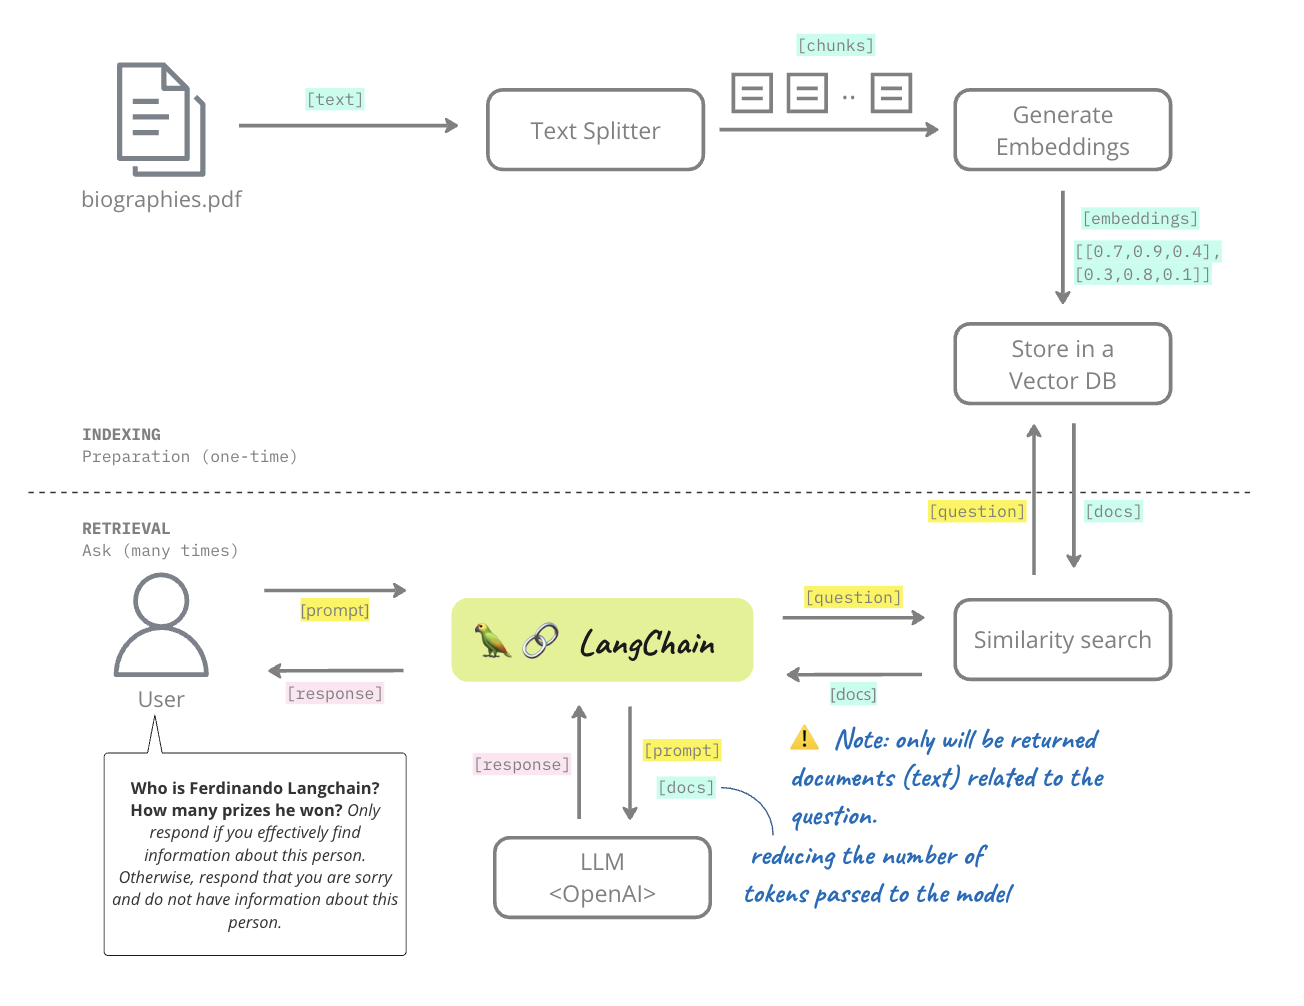 [chunks]
[text]
Text Splitter
Generate
Embeddings
biographies.pdf
[embeddings]
[[0.7,0.9,0.4],
[0.3,0.8,0.1]]
Store in a
Vector DB
INDEXING
Preparation (one-time)
[question]
[docs]
RETRIEVAL
Ask (many times)
[prompt]
[response]
User
LangChain
[question]
[docs]
Similarity search
[response]
[prompt]
[docs]
Note: only will be returned
documents (text) related to the
question.
reducing the number of
tokens passed to the model
LLM
<OpenAI>
Who is Ferdinando Langchain?
How many prizes he won? Only
respond if you effectively find
information about this person.
Otherwise, respond that you are sorry
and do not have information about this
person.